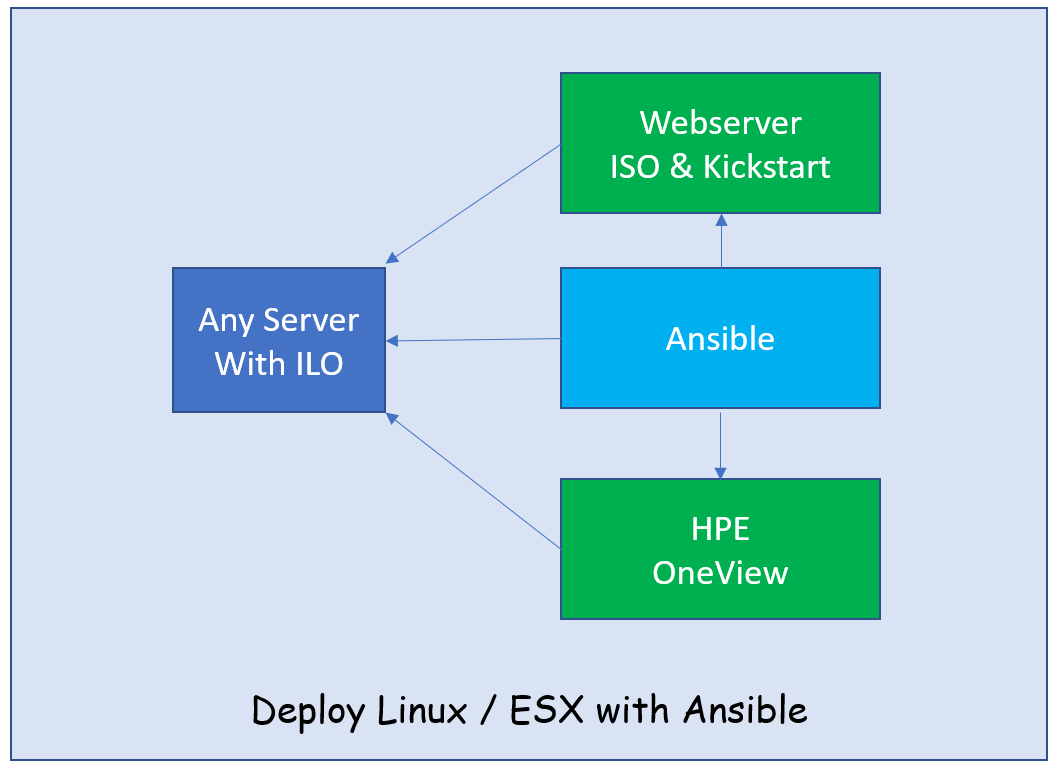 Webserver
ISO & Kickstart
Any Server
With ILO
Ansible
HPE
OneView
Deploy Linux / ESX with Ansible